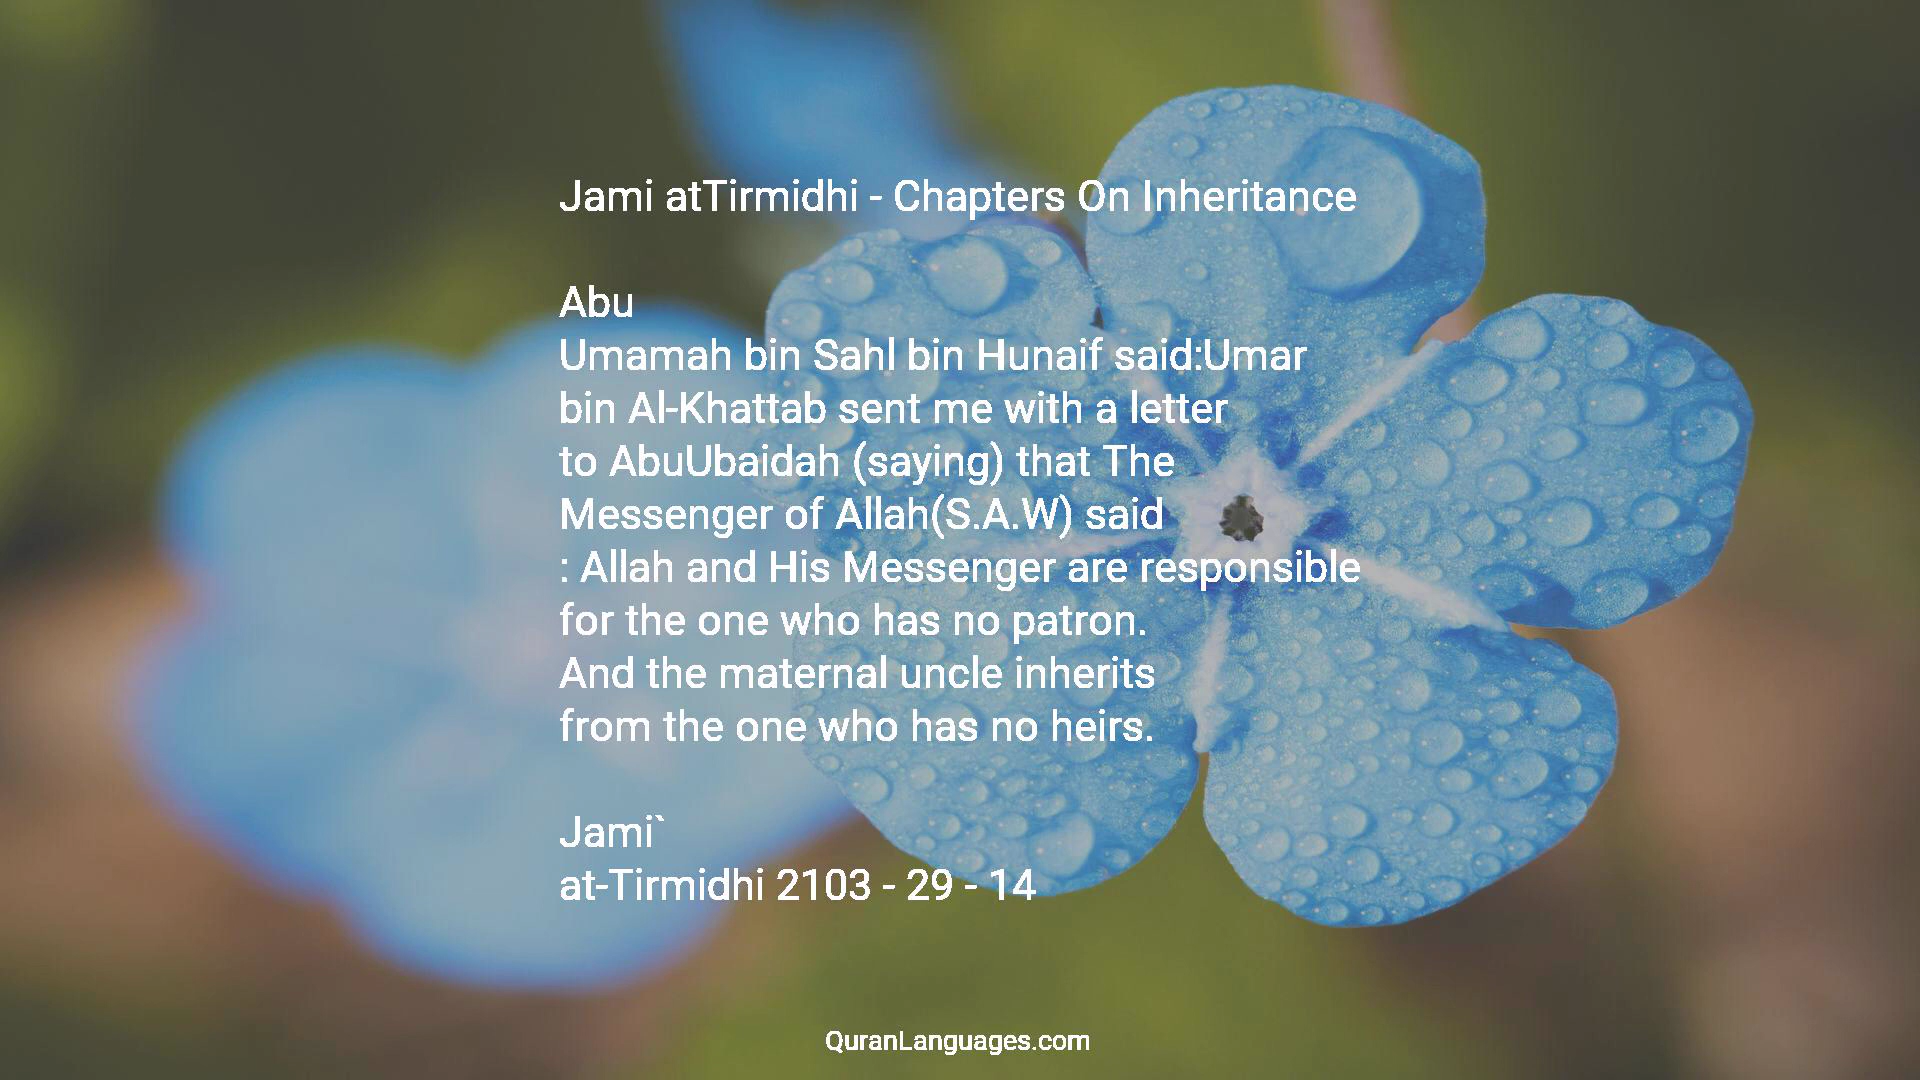 Jami atTirmidhi - Chapters On Inheritance
Abu
Umamah bin Sahl bin Hunaif said:Umar
bin Al-Khattab sent me with a letter
to AbuUbaidah (saying) that The
Messenger of Allah(S.A.W) said
: Allah and His Messenger are responsible
for the one who has no patron.
And the maternal uncle inherits
from the one who has no heirs.
Jami`
at-Tirmidhi 2103 - 29 - 14
QuranLanguages.com